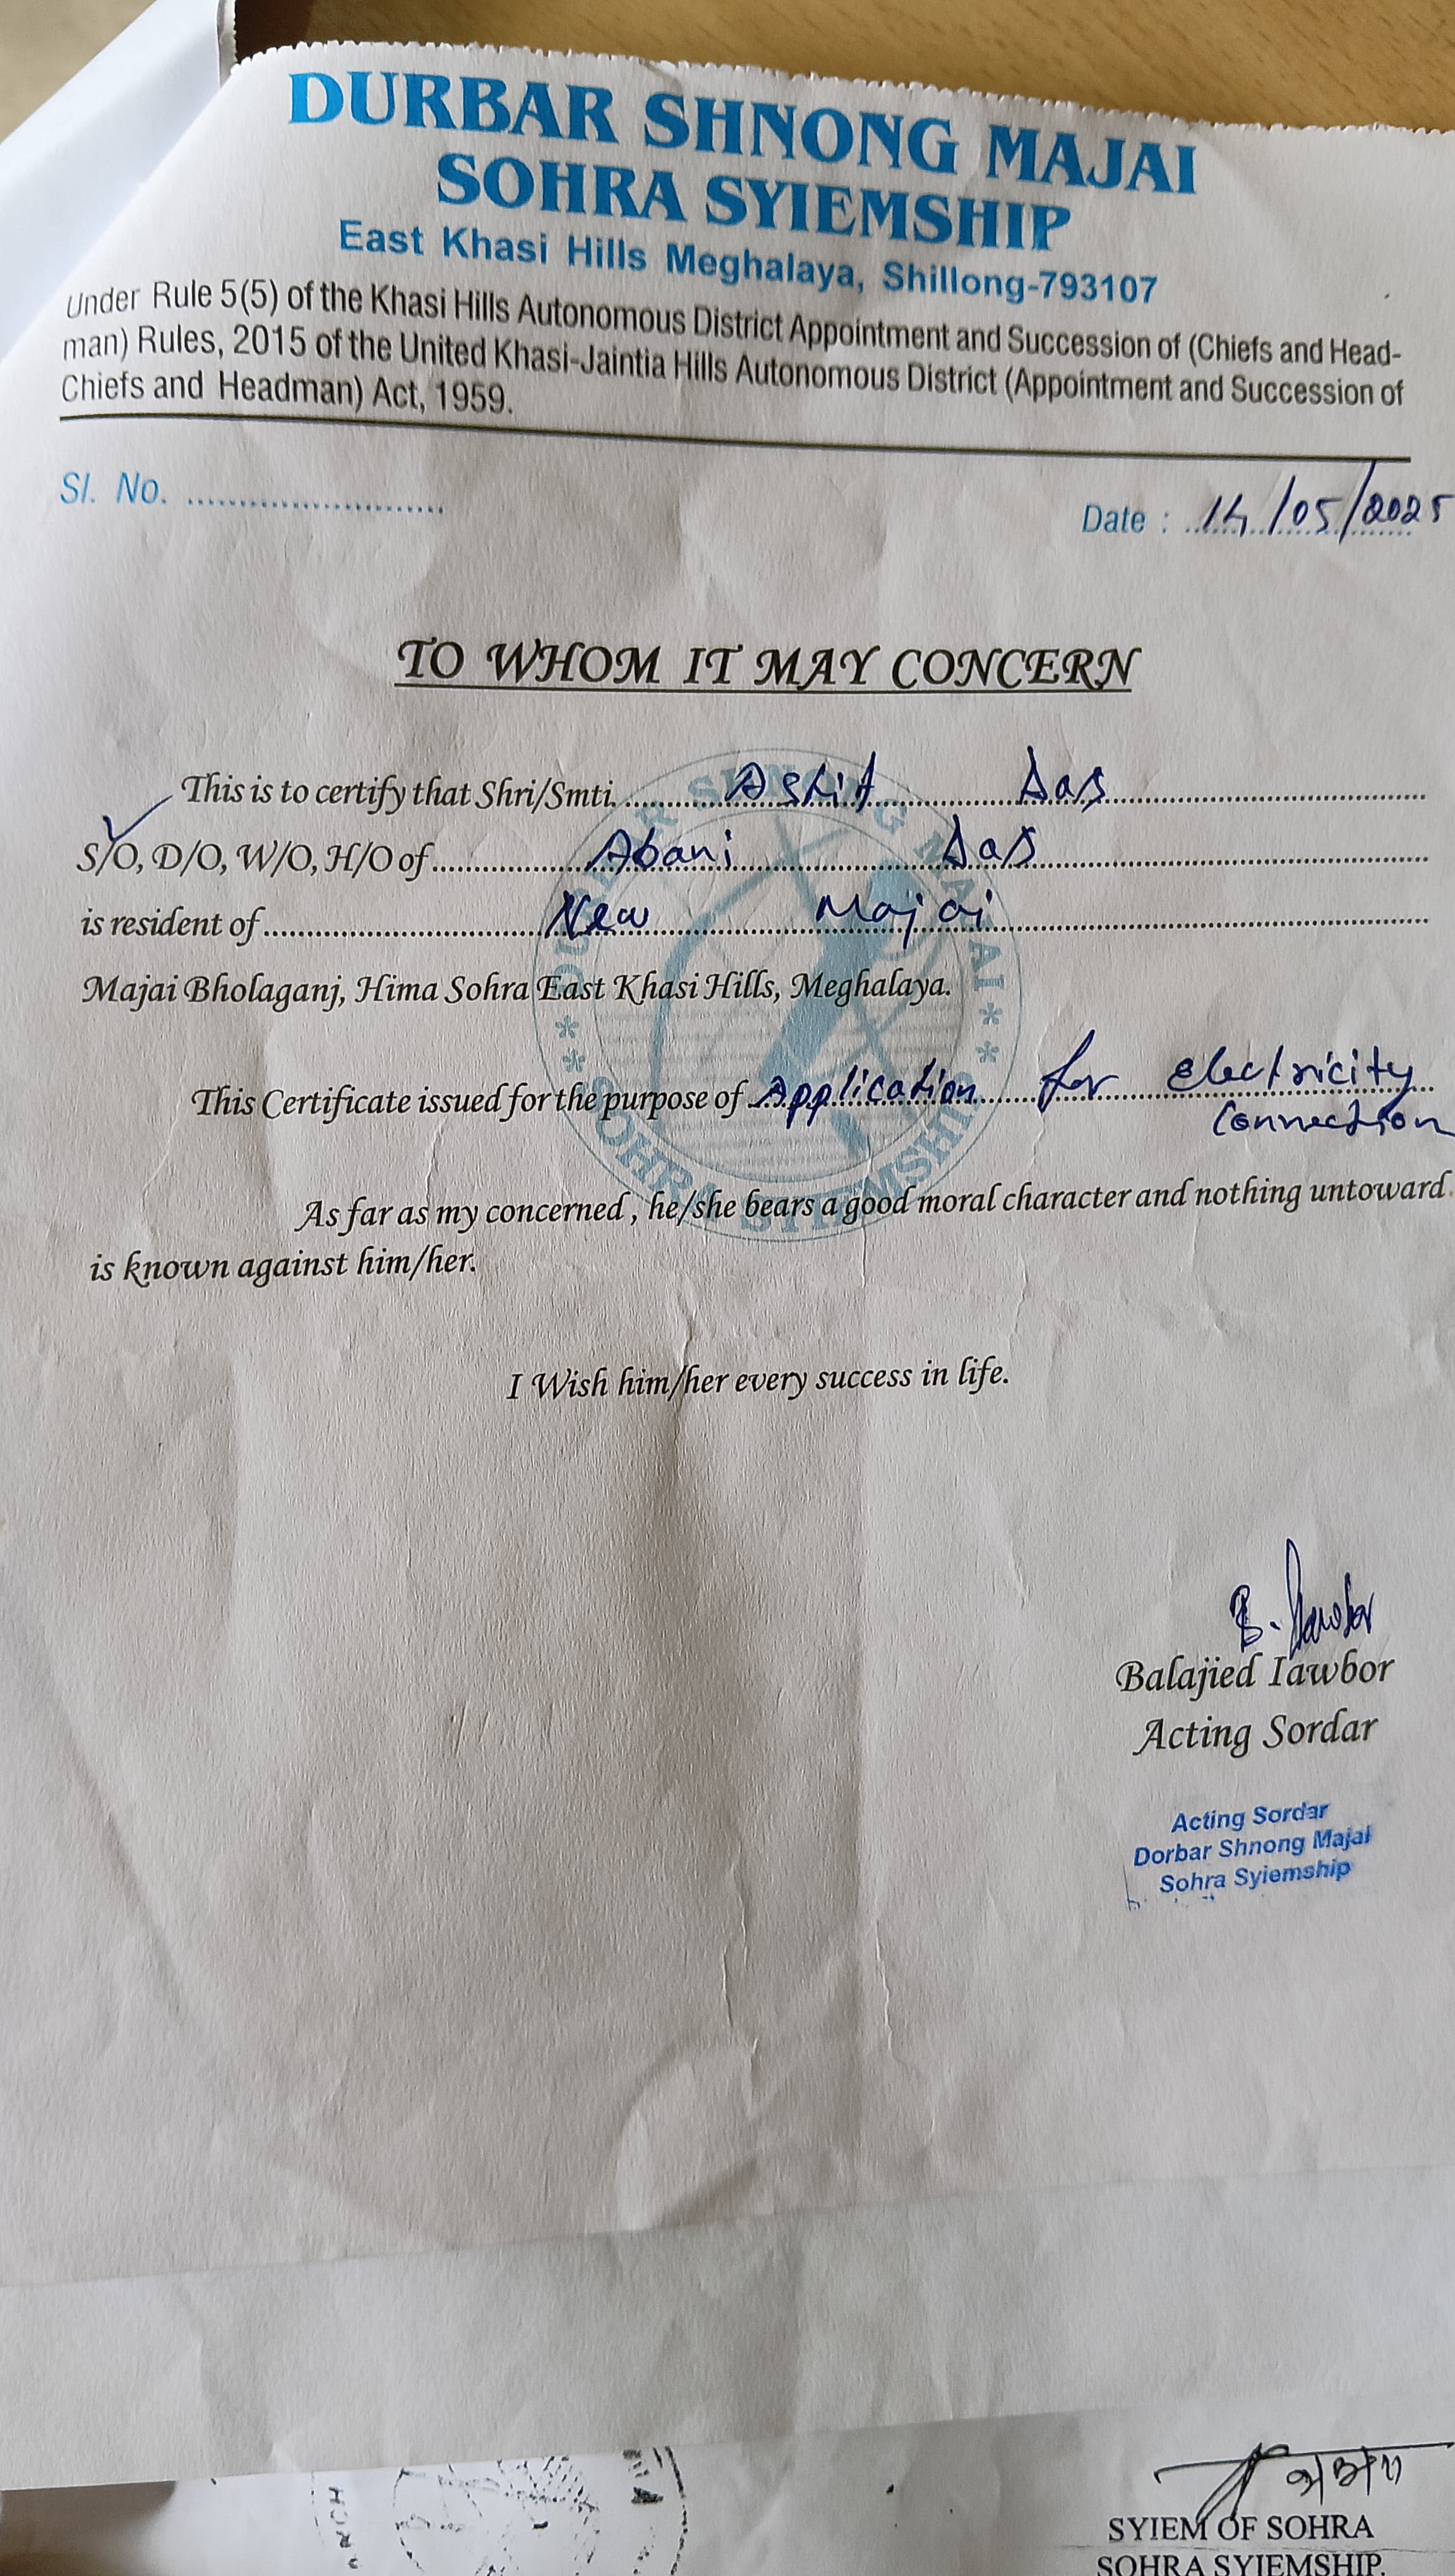 DURBAR SHNONG MAJAI
SOHRA SYIEMSHIP
East Khasi Hills Meghalaya, Shillong-793107
Under Rule 5(5) of the Khasi Hills Autonomous District Appointment and Succession of (Chiefs and Head-
man) Rules, 2015 of the United Khasi-Jaintia Hills Autonomous District (Appointment and Succession of
Chiefs and Headman) Act, 1959.
Sl. No. ........................
Date : 14/05/2025
TO WHOM IT MAY CONCERN
This is to certify that Shri/Smti. Ashit Das
S/O, D/O, W/O, H/O of Abani Das
is resident of New Majai
Majai Bholaganj, Hima Sohra East Khasi Hills, Meghalaya.
This Certificate issued for the purpose of Application for electricity
Connection
As far as my concerned, he/she bears a good moral character and nothing untoward
is known against him/her.
I Wish him/her every success in life.
B. Iawbor
Balajied Iawbor
Acting Sordar
Acting Sordar
Dorbar Shnong Majai
Sohra Syiemship
DURBAR SHNONG MAJAI
SOHRA SYIEMSHIP
SYIEM OF SOHRA
SOHRA SYIEMSHIP.